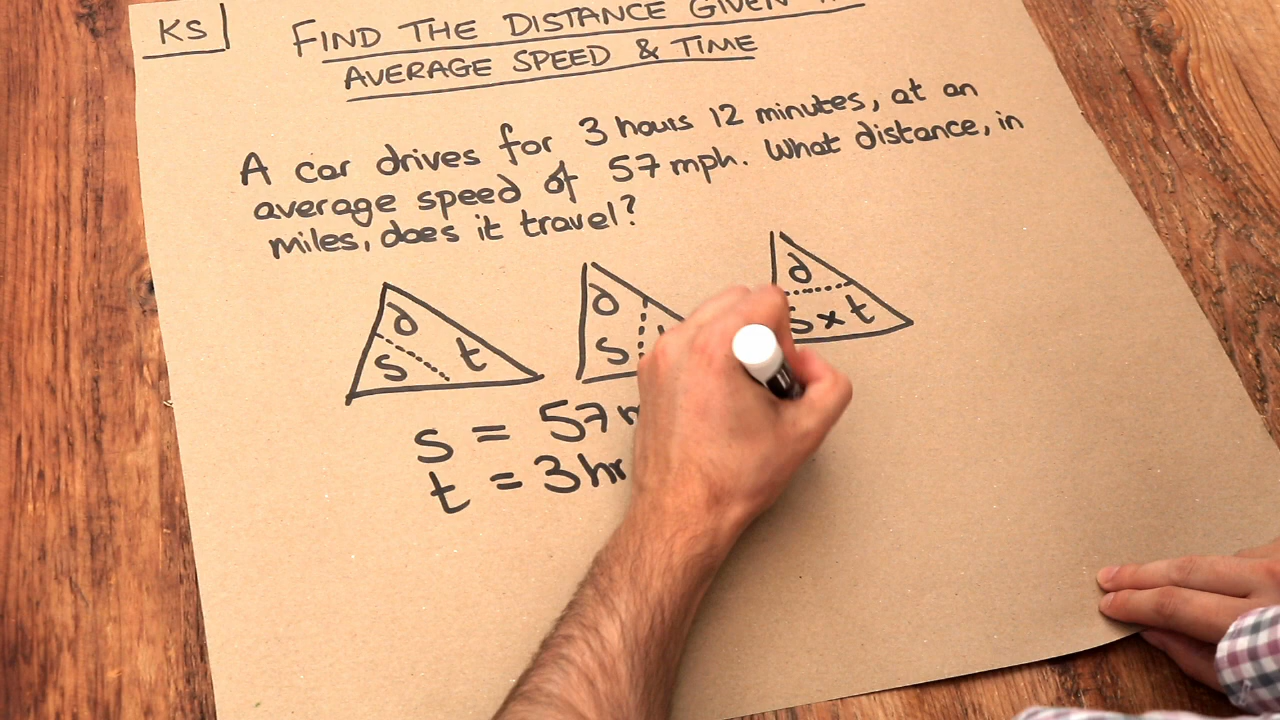 KS
FIND THE DISTANCE GIVEN
AVERAGE SPEED & TIME
A car drives for 3 hours 12 minutes, at an
average speed of 57 mph. What distance, in
miles, does it travel?
d d d
s t s s x t
s = 57
t = 3hr